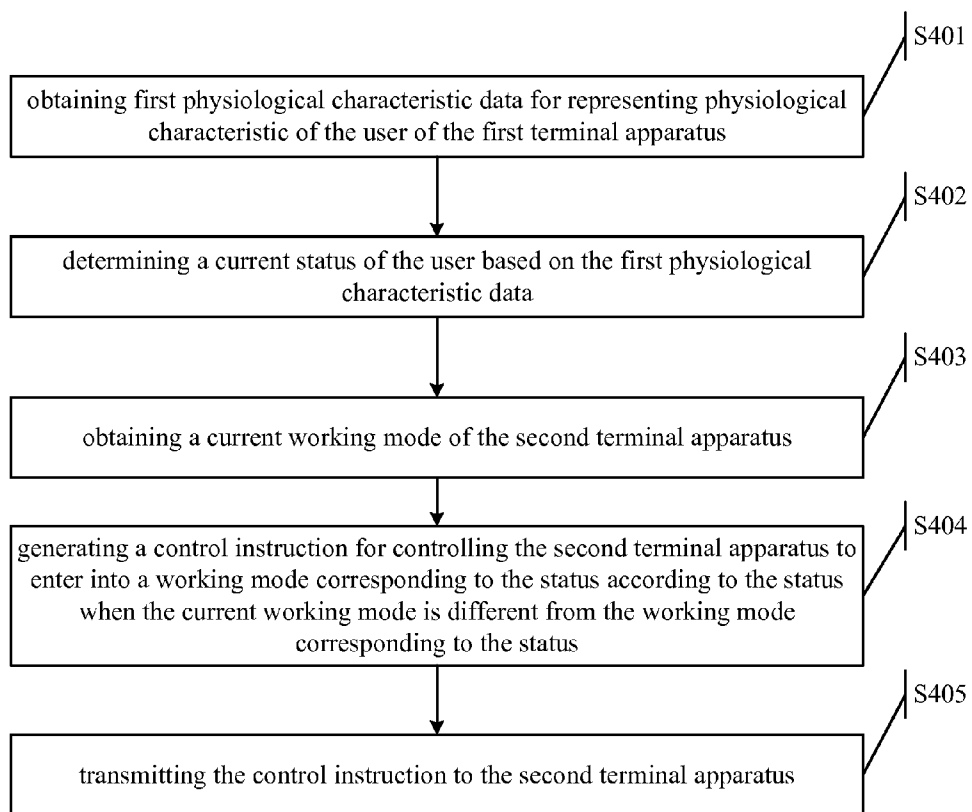 S401
obtaining first physiological characteristic data for representing physiological
characteristic of the user of the first terminal apparatus
S402
determining a current status of the user based on the first physiological
characteristic data
S403
obtaining a current working mode of the second terminal apparatus
S404
generating a control instruction for controlling the second terminal apparatus to
enter into a working mode corresponding to the status according to the status
when the current working mode is different from the working mode
corresponding to the status
S405
transmitting the control instruction to the second terminal apparatus